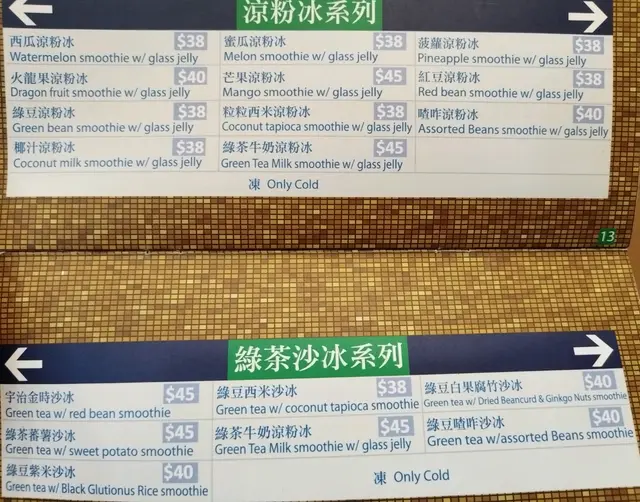 涼粉冰系列
西瓜涼粉冰 $38
Watermelon smoothie w/ glass jelly
蜜瓜涼粉冰 $38
Melon smoothie w/ glass jelly
菠蘿涼粉冰 $38
Pineapple smoothie w/ glass jelly
火龍果涼粉冰 $40
Dragon fruit smoothie w/ glass jelly
芒果涼粉冰 $45
Mango smoothie w/ glass jelly
紅豆涼粉冰 $38
Red bean smoothie w/ glass jelly
綠豆涼粉冰 $38
Green bean smoothie w/ glass jelly
粒粒西米涼粉冰 $38
Coconut tapioca smoothie w/ glass jelly
喳咋涼粉冰 $40
Assorted Beans smoothie w/ galss jelly
椰汁涼粉冰 $38
Coconut milk smoothie w/ glass jelly
綠茶牛奶涼粉冰 $45
Green Tea Milk smoothie w/ glass jelly
凍 Only Cold
13
綠茶沙冰系列
宇治金時沙冰 $45
Green tea w/ red bean smoothie
綠豆西米沙冰 $38
Green tea w/ coconut tapioca smoothie
綠豆白果腐竹沙冰 $40
Green tea w/ Dried Beancurd & Ginkgo Nuts smoothie
綠茶蕃薯沙冰 $45
Green tea w/ sweet potato smoothie
綠茶牛奶涼粉冰 $45
Green Tea Milk smoothie w/ glass jelly
綠豆喳咋沙冰 $40
Green tea w/assorted Beans smoothie
綠豆紫米沙冰 $40
Green tea w/ Black Glutionus Rice smoothie
凍 Only Cold